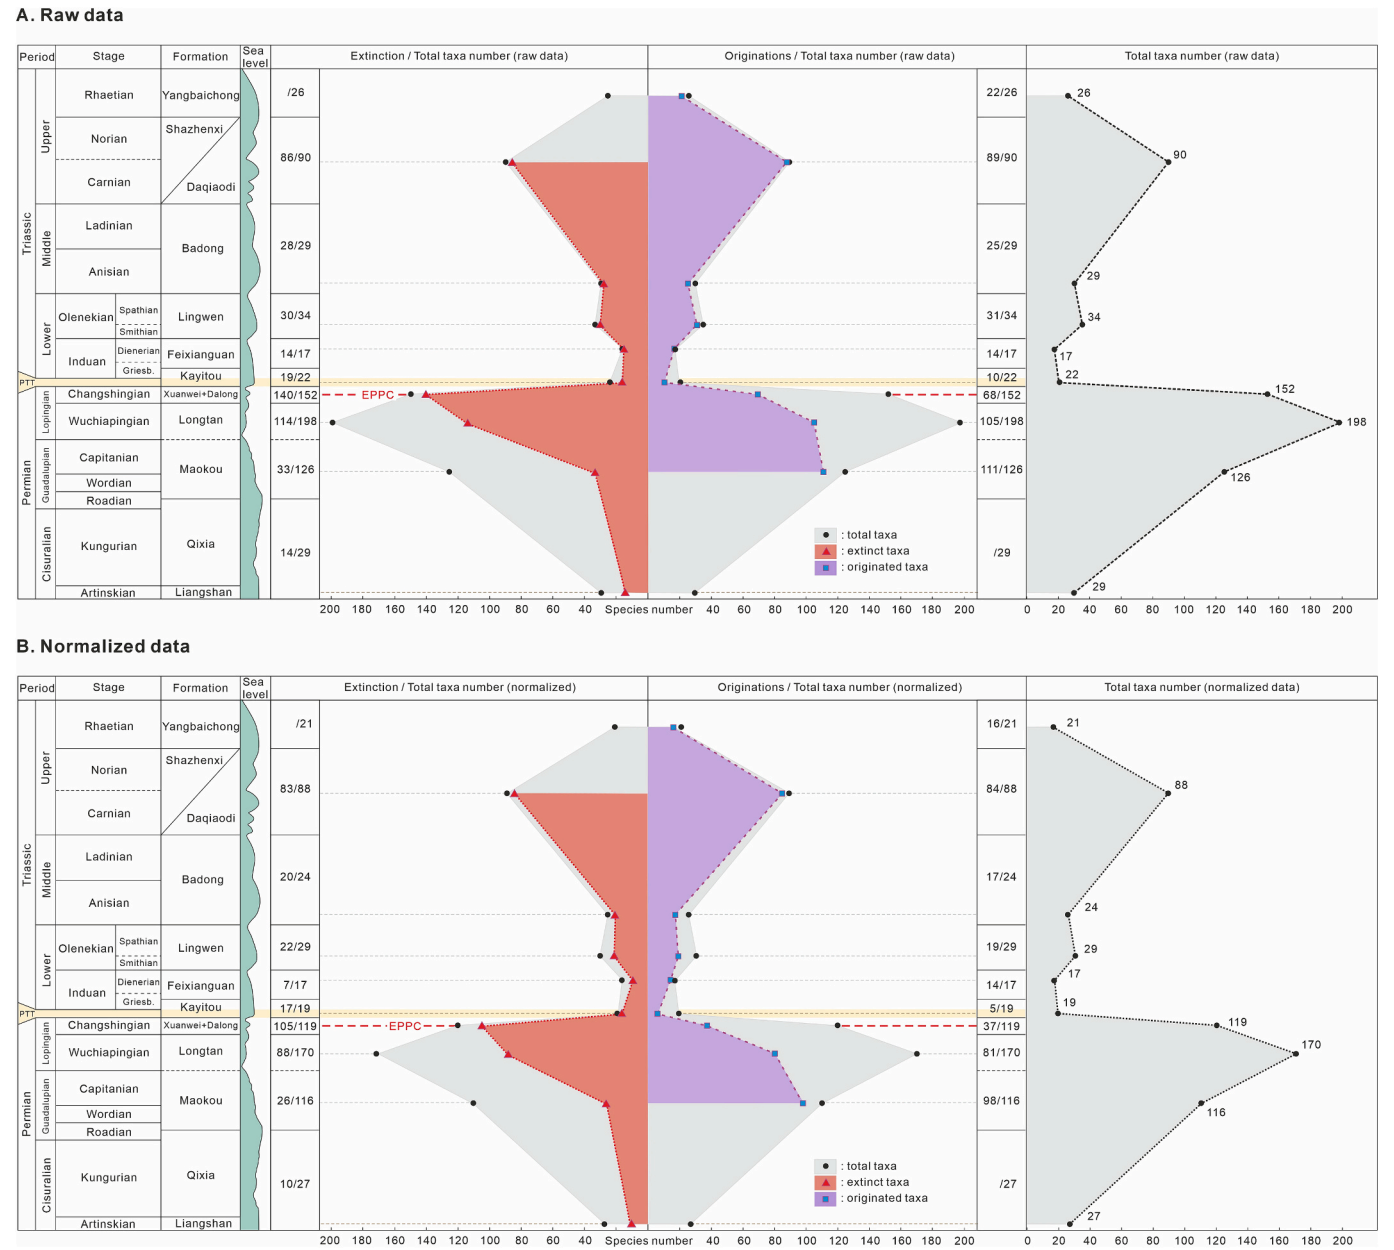 A. Raw data
Period Stage Formation Sea level Extinction / Total taxa number (raw data) Originations / Total taxa number (raw data) Total taxa number (raw data)
Triassic
Upper
Rhaetian Yangbaichong /26 22/26 26
Norian Shazhenxi
86/90 89/90 90
Carnian Daqiaodi
Middle
Ladinian
Badong 28/29 25/29
Anisian 29
Lower
Olenekian Spathian Lingwen 30/34 31/34 34
Smithian
Induan Dienerian Feixianguan 14/17 14/17 17
Griesb. Kayitou 19/22 10/22 22
PTT
Permian
Lopingian
Changshingian Xuanwei+Dalong 140/152 EPPC 68/152 152
Wuchiapingian Longtan 114/198 105/198 198
Guadalupian
Capitanian Maokou 33/126 111/126 126
Wordian
Roadian
Cisuralian
Kungurian Qixia 14/29 /29
: total taxa
: extinct taxa
: originated taxa
Artinskian Liangshan 29
200 180 160 140 120 100 80 60 40 Species number 40 60 80 100 120 140 160 180 200 0 20 40 60 80 100 120 140 160 180 200
B. Normalized data
Period Stage Formation Sea level Extinction / Total taxa number (normalized) Originations / Total taxa number (normalized) Total taxa number (normalized data)
Triassic
Upper
Rhaetian Yangbaichong /21 16/21 21
Norian Shazhenxi
83/88 84/88 88
Carnian Daqiaodi
Middle
Ladinian
Badong 20/24 17/24
Anisian 24
Lower
Olenekian Spathian Lingwen 22/29 19/29 29
Smithian
Induan Dienerian Feixianguan 7/17 14/17 17
Griesb. Kayitou 17/19 5/19 19
PTT
Permian
Lopingian
Changshingian Xuanwei+Dalong 105/119 EPPC 37/119 119
Wuchiapingian Longtan 88/170 81/170 170
Guadalupian
Capitanian Maokou 26/116 98/116 116
Wordian
Roadian
Cisuralian
Kungurian Qixia 10/27 /27
: total taxa
: extinct taxa
: originated taxa
Artinskian Liangshan 27
200 180 160 140 120 100 80 60 40 Species number 40 60 80 100 120 140 160 180 200 0 20 40 60 80 100 120 140 160 180 200